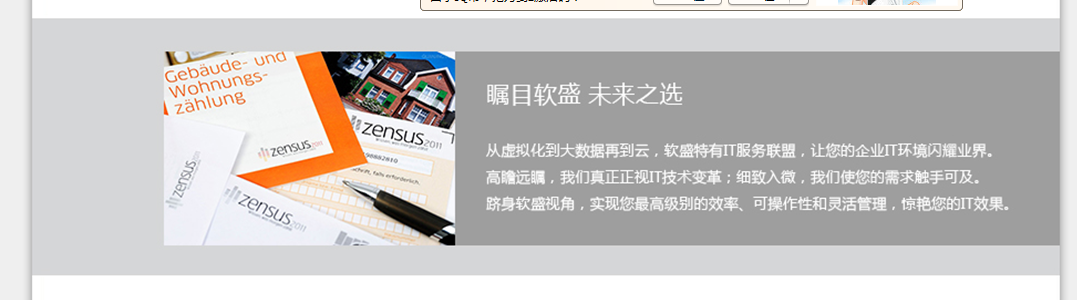 Gebäude- und
Wohnungs-
zählung
zensus2011
zensus2011
zensus
zensus2011
schrift, falls erforderlich.
瞩目软盛 未来之选
从虚拟化到大数据再到云，软盛特有IT服务联盟，让您的企业IT环境闪耀业界。
高瞻远瞩，我们真正正视IT技术变革；细致入微，我们使您的需求触手可及。
跻身软盛视角，实现您最高级别的效率、可操作性和灵活管理，惊艳您的IT效果。